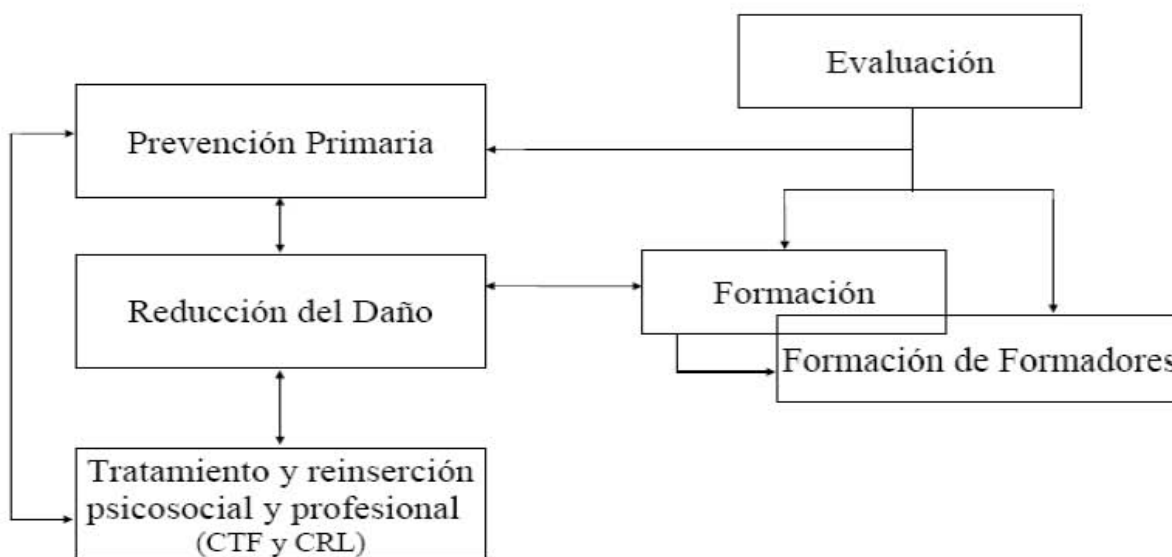 Evaluación
Prevención Primaria
Reducción del Daño
Formación
Formación de Formadores
Tratamiento y reinserción
psicosocial y profesional
(CTF y CRL)